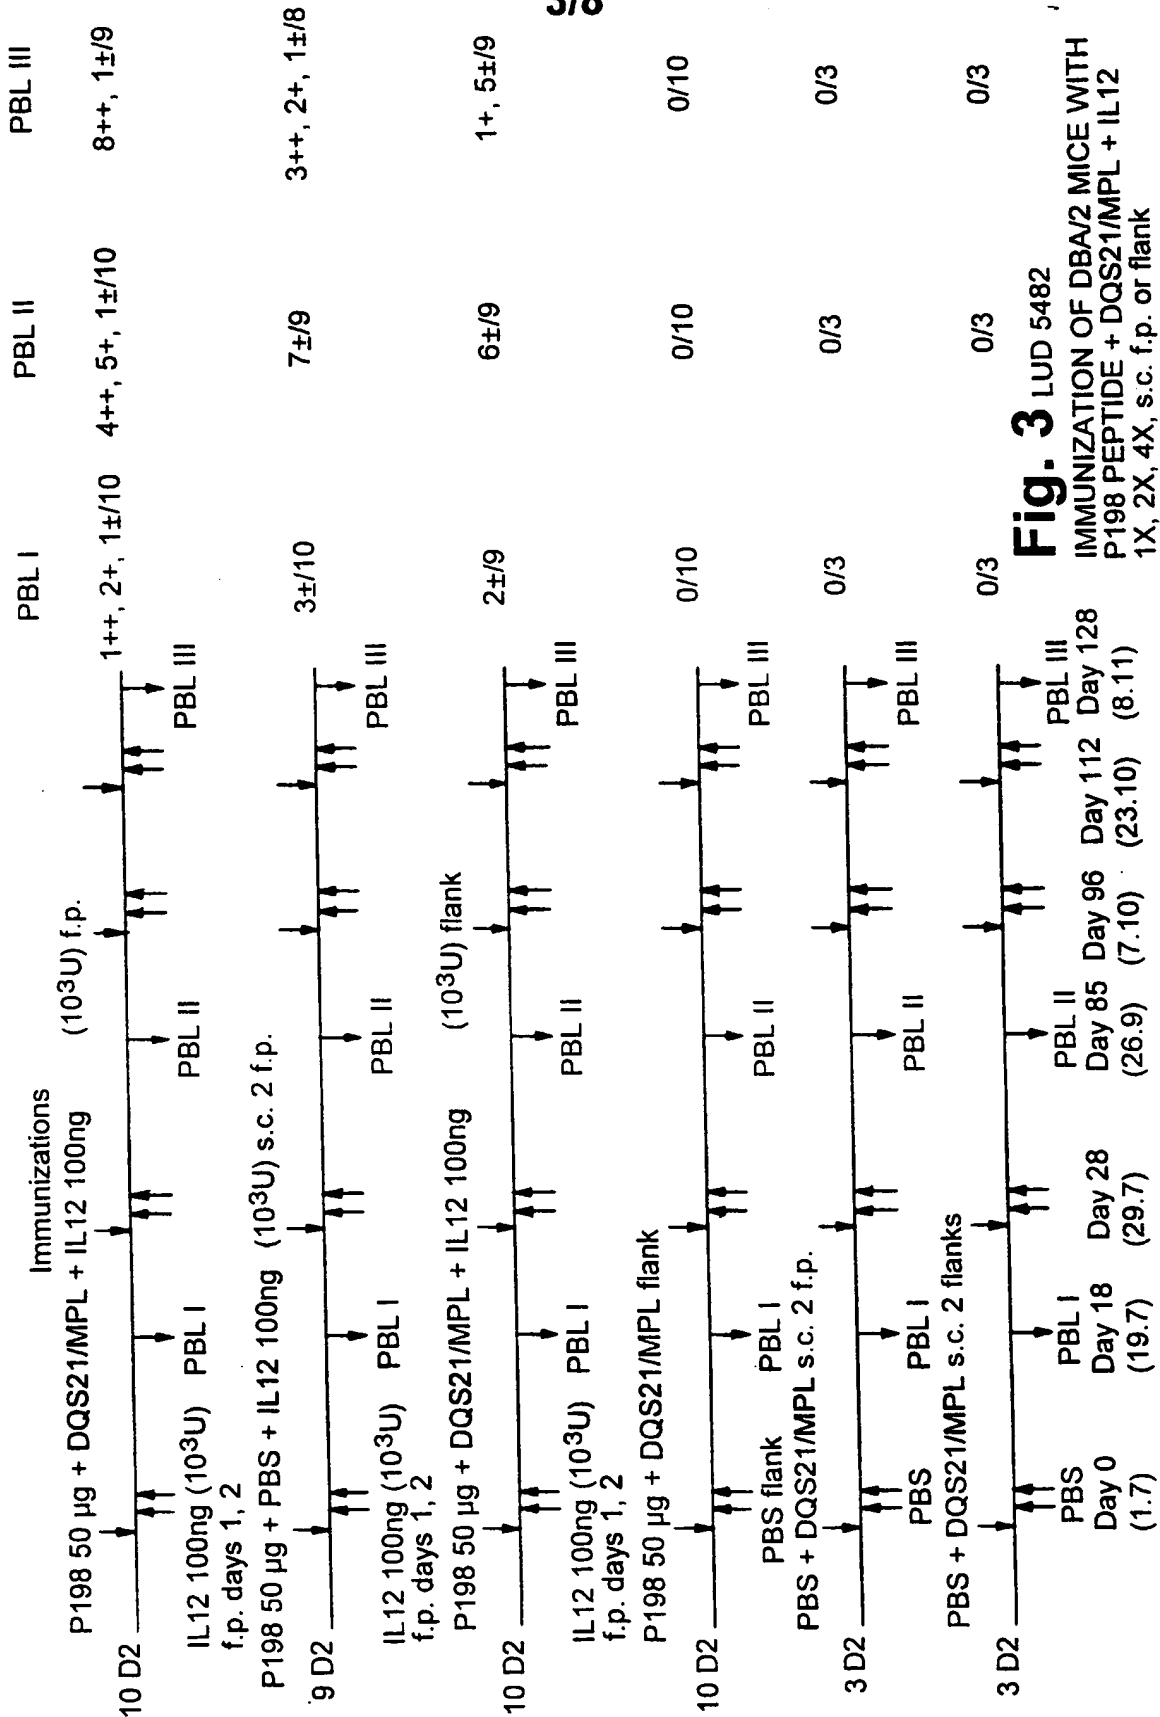 3/8
Immunizations
PBL I
PBL II
PBL III
P198 50 µg + DQS21/MPL + IL12 100ng
(10³U) f.p.
10 D2
1++, 2+, 1±/10
4++, 5+, 1±/10
8++, 1±/9
IL12 100ng (10³U)
f.p. days 1, 2
PBL I
PBL II
PBL III
P198 50 µg + PBS + IL12 100ng (10³U) s.c. 2 f.p.
9 D2
3±/10
7±/9
3++, 2+, 1±/8
IL12 100ng (10³U)
f.p. days 1, 2
PBL I
PBL II
PBL III
P198 50 µg + DQS21/MPL + IL12 100ng
(10³U) flank
10 D2
2±/9
6±/9
1+, 5±/9
IL12 100ng (10³U)
f.p. days 1, 2
PBL I
PBL II
PBL III
P198 50 µg + DQS21/MPL flank
10 D2
0/10
0/10
0/10
PBS flank
PBL I
PBL II
PBL III
PBS + DQS21/MPL s.c. 2 f.p.
3 D2
0/3
0/3
0/3
PBS
PBL I
PBL II
PBL III
PBS + DQS21/MPL s.c. 2 flanks
3 D2
0/3
0/3
0/3
PBS
PBL I
PBL II
PBL III
Day 0
Day 18
Day 28
Day 85
Day 96
Day 112
Day 128
(1.7)
(19.7)
(29.7)
(26.9)
(7.10)
(23.10)
(8.11)
Fig. 3 LUD 5482
IMMUNIZATION OF DBA/2 MICE WITH
P198 PEPTIDE + DQS21/MPL + IL12
1X, 2X, 4X, s.c. f.p. or flank